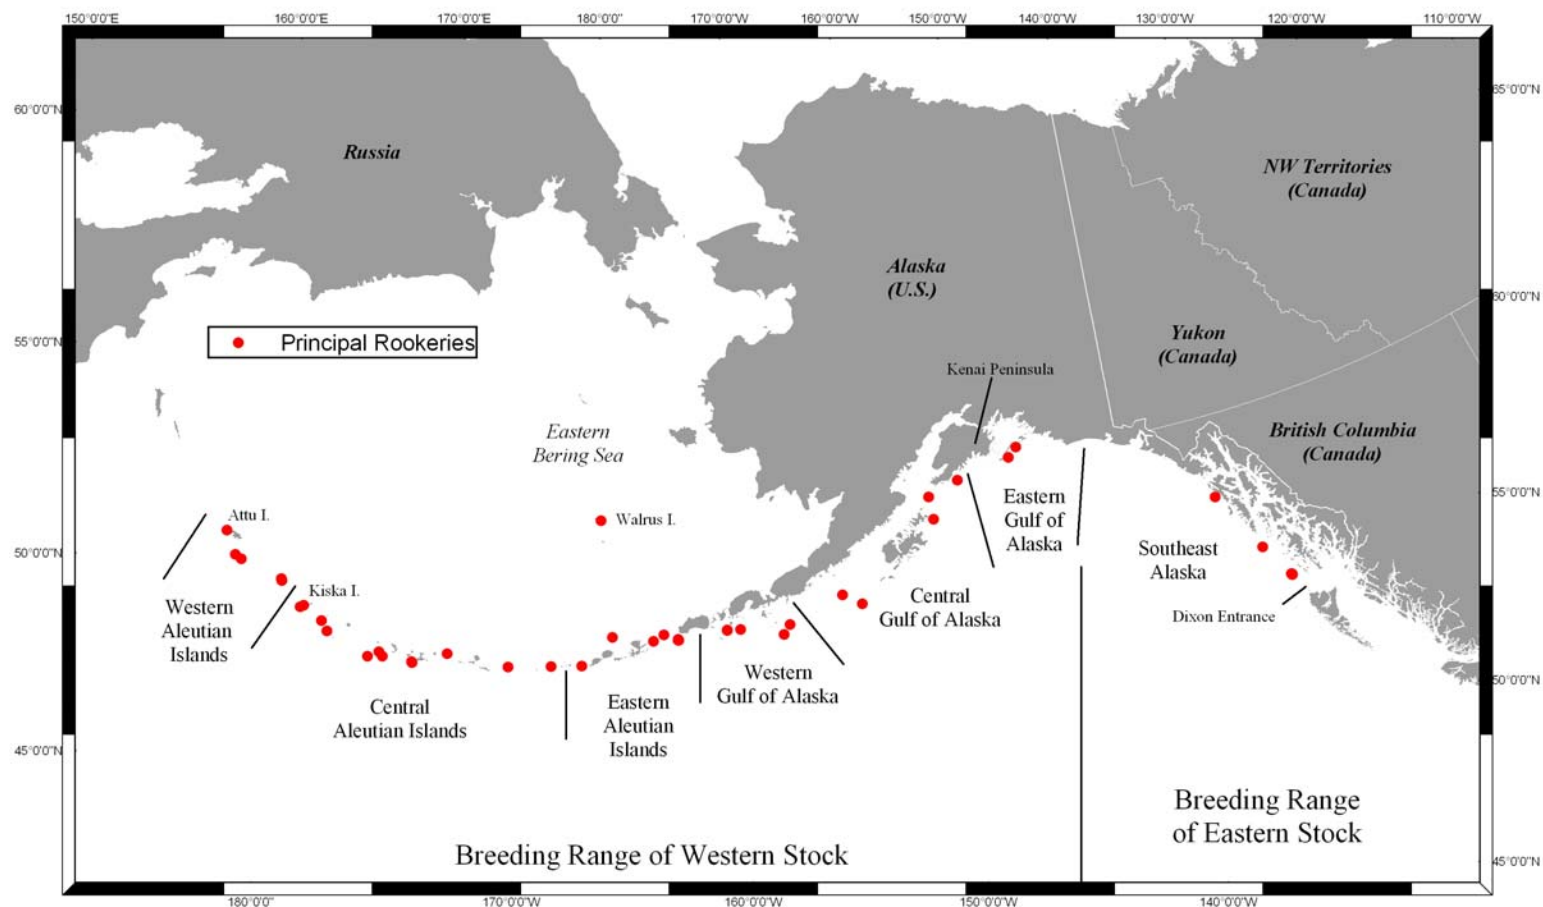 150°0'0"E
160°0'0"W
170°0'0"W
180°0'0"W
170°0'0"W
150°0'0"W
160°0'0"W
140°0'0"W
130°0'0"W
120°0'0"W
110°0'0"W
60°0'0"N
65°0'0"N
Russia
NW Territories
(Canada)
Alaska
(U.S.)
60°0'0"N
Principal Rookeries
55°0'0"N
Yukon
(Canada)
Kenai Peninsula
Eastern
Bering Sea
British Columbia
(Canada)
55°0'0"N
Attu I.
Walrus I.
Eastern
Gulf of
Alaska
50°0'0"N
Southeast
Alaska
Kiska I.
Western
Aleutian
Islands
Central
Gulf of Alaska
Dixon Entrance
Western
Gulf of Alaska
50°0'0"N
Central
Aleutian Islands
Eastern
Aleutian
Islands
45°0'0"N
Breeding Range
of Eastern Stock
Breeding Range of Western Stock
45°0'0"N
180°0'0"
170°0'0"W
160°0'0"W
150°0'0"W
140°0'0"W